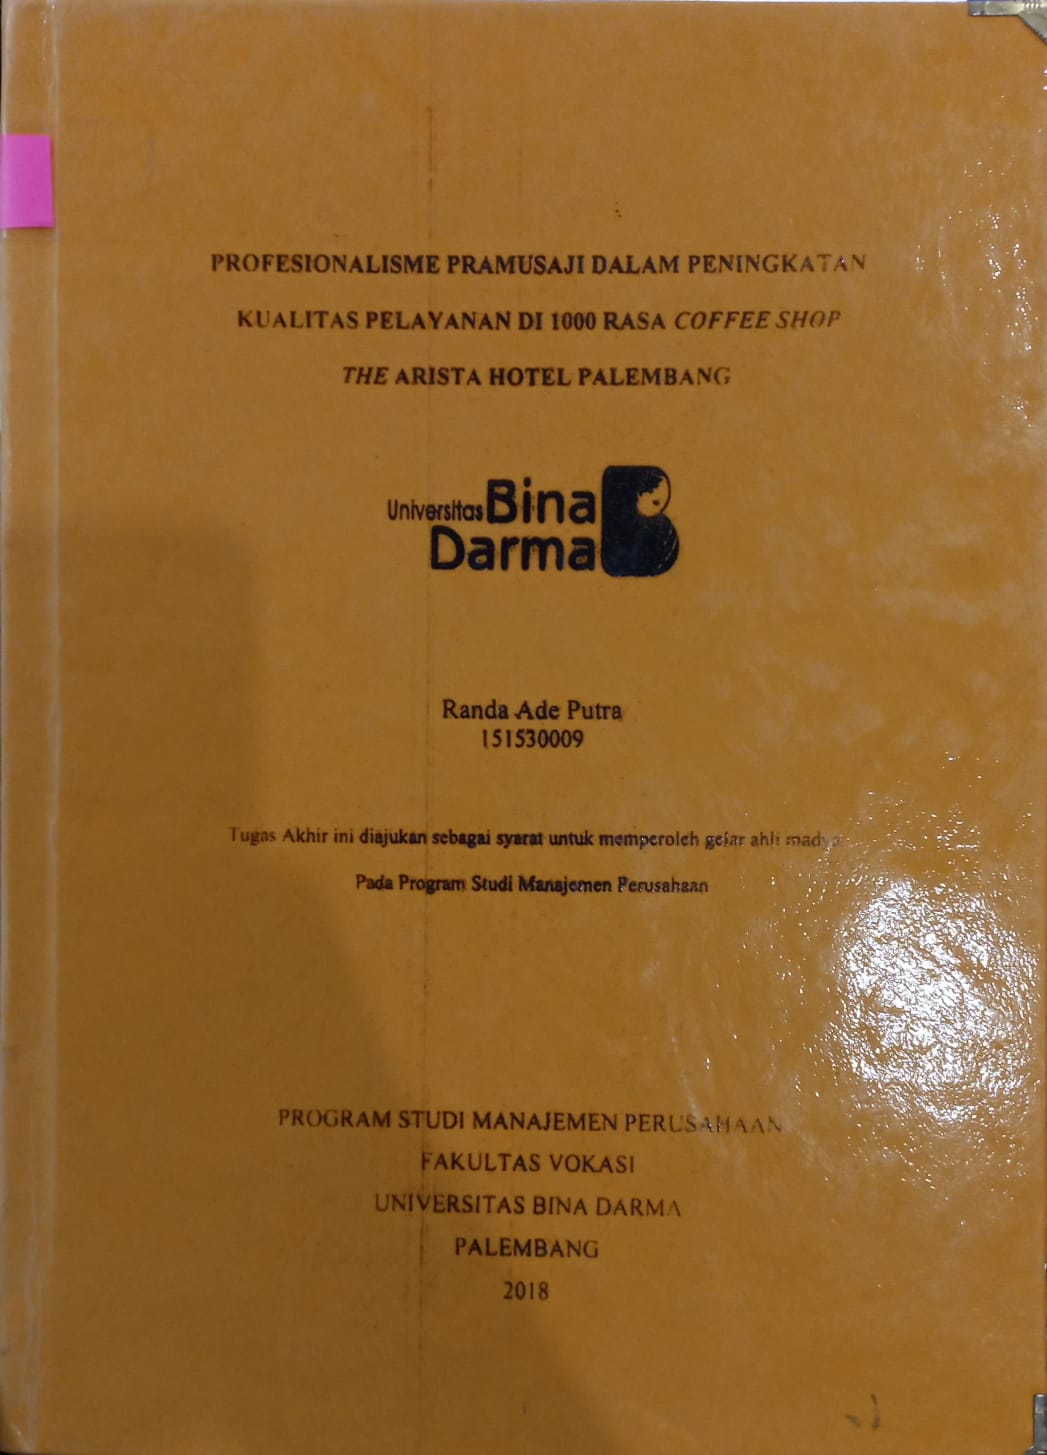 PROFESIONALISME PRAMUSAJI DALAM PENINGKATAN
KUALITAS PELAYANAN DI 1000 RASA COFFEE SHOP
THE ARISTA HOTEL PALEMBANG
Universitas Bina
Darma
Randa Ade Putra
151530009
Tugas Akhir ini diajukan sebagai syarat untuk memperoleh gelar ahli madya
Pada Program Studi Manajemen Perusahaan
PROGRAM STUDI MANAJEMEN PERUSAHAAN
FAKULTAS VOKASI
UNIVERSITAS BINA DARMA
PALEMBANG
2018